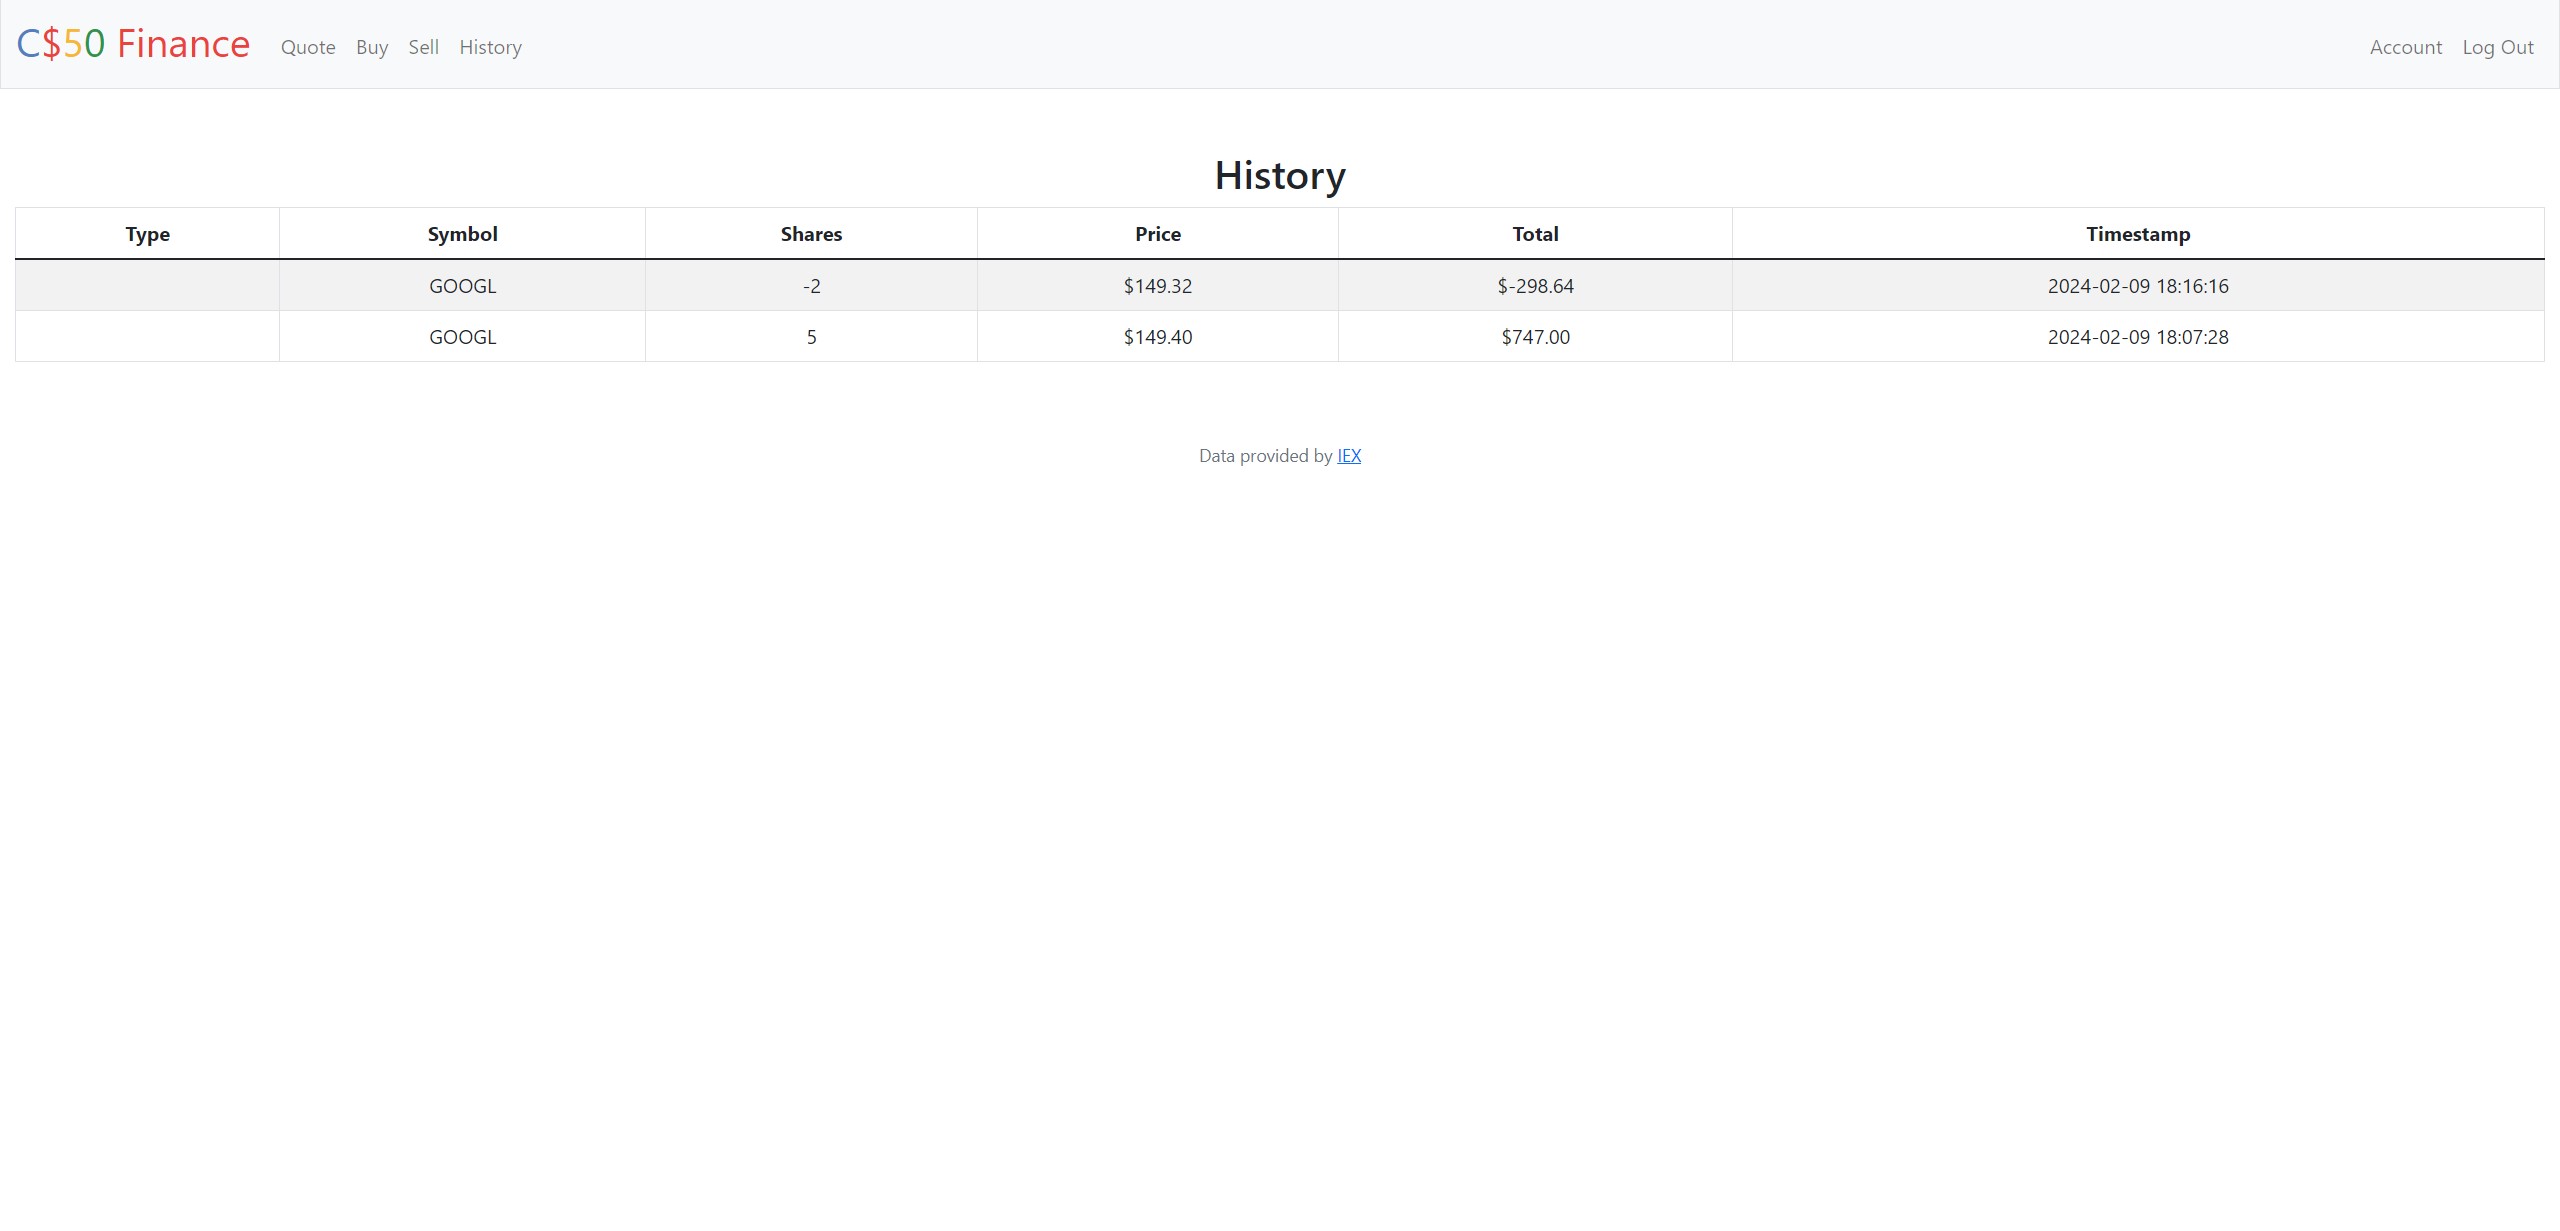 C$50 Finance Quote Buy Sell History Account Log Out
History
Type Symbol Shares Price Total Timestamp
GOOGL -2 $149.32 $-298.64 2024-02-09 18:16:16
GOOGL 5 $149.40 $747.00 2024-02-09 18:07:28
Data provided by IEX